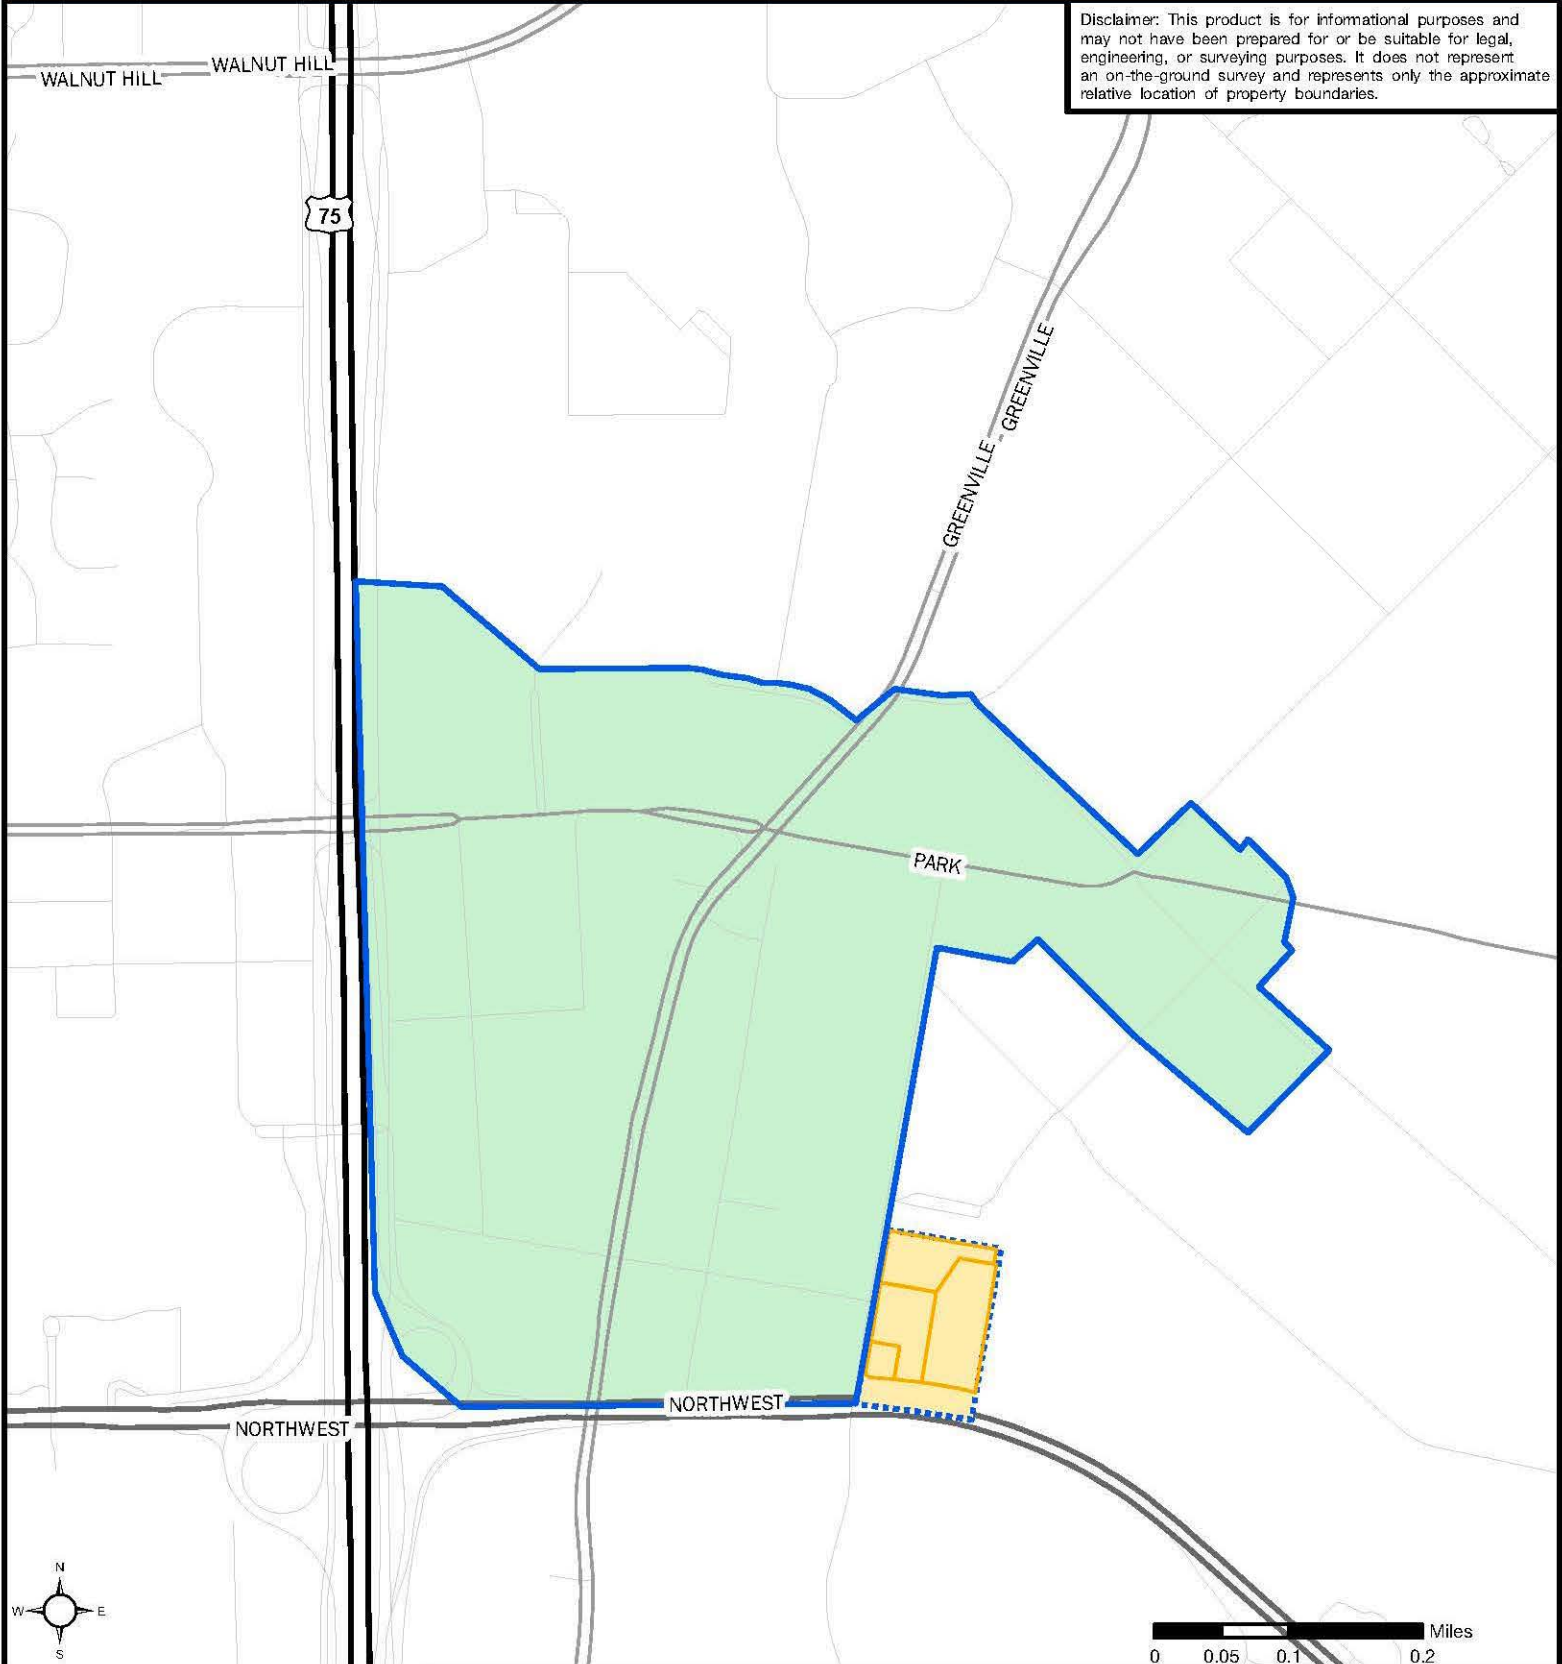 Disclaimer: This product is for informational purposes and
may not have been prepared for or be suitable for legal,
engineering, or surveying purposes. It does not represent
an on-the-ground survey and represents only the approximate
relative location of property boundaries.
WALNUT HILL
WALNUT HILL
75
GREENVILLE
GREENVILLE
PARK
NORTHWEST
NORTHWEST
N
W
E
S
Miles
0
0.05
0.1
0.2